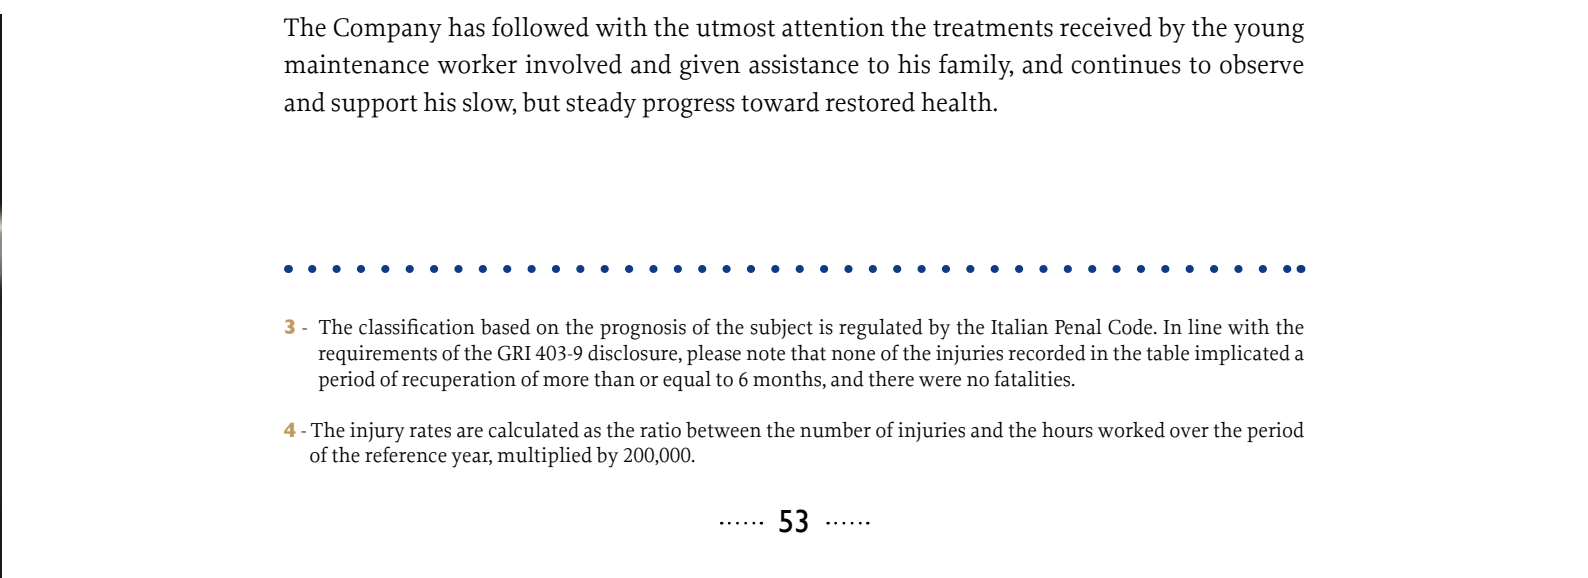 The Company has followed with the utmost attention the treatments received by the young
maintenance worker involved and given assistance to his family, and continues to observe
and support his slow, but steady progress toward restored health.
3 - The classification based on the prognosis of the subject is regulated by the Italian Penal Code. In line with the
requirements of the GRI 403-9 disclosure, please note that none of the injuries recorded in the table implicated a
period of recuperation of more than or equal to 6 months, and there were no fatalities.
4 - The injury rates are calculated as the ratio between the number of injuries and the hours worked over the period
of the reference year, multiplied by 200,000.
...... 53 ......